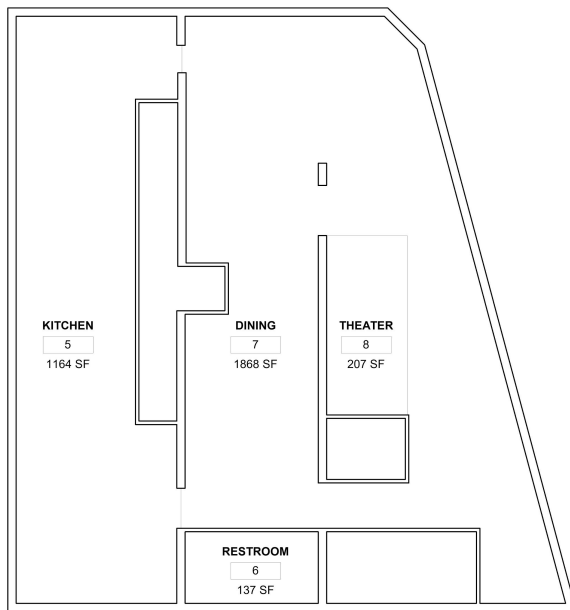 KITCHEN
5
1164 SF
DINING
7
1868 SF
THEATER
8
207 SF
RESTROOM
6
137 SF